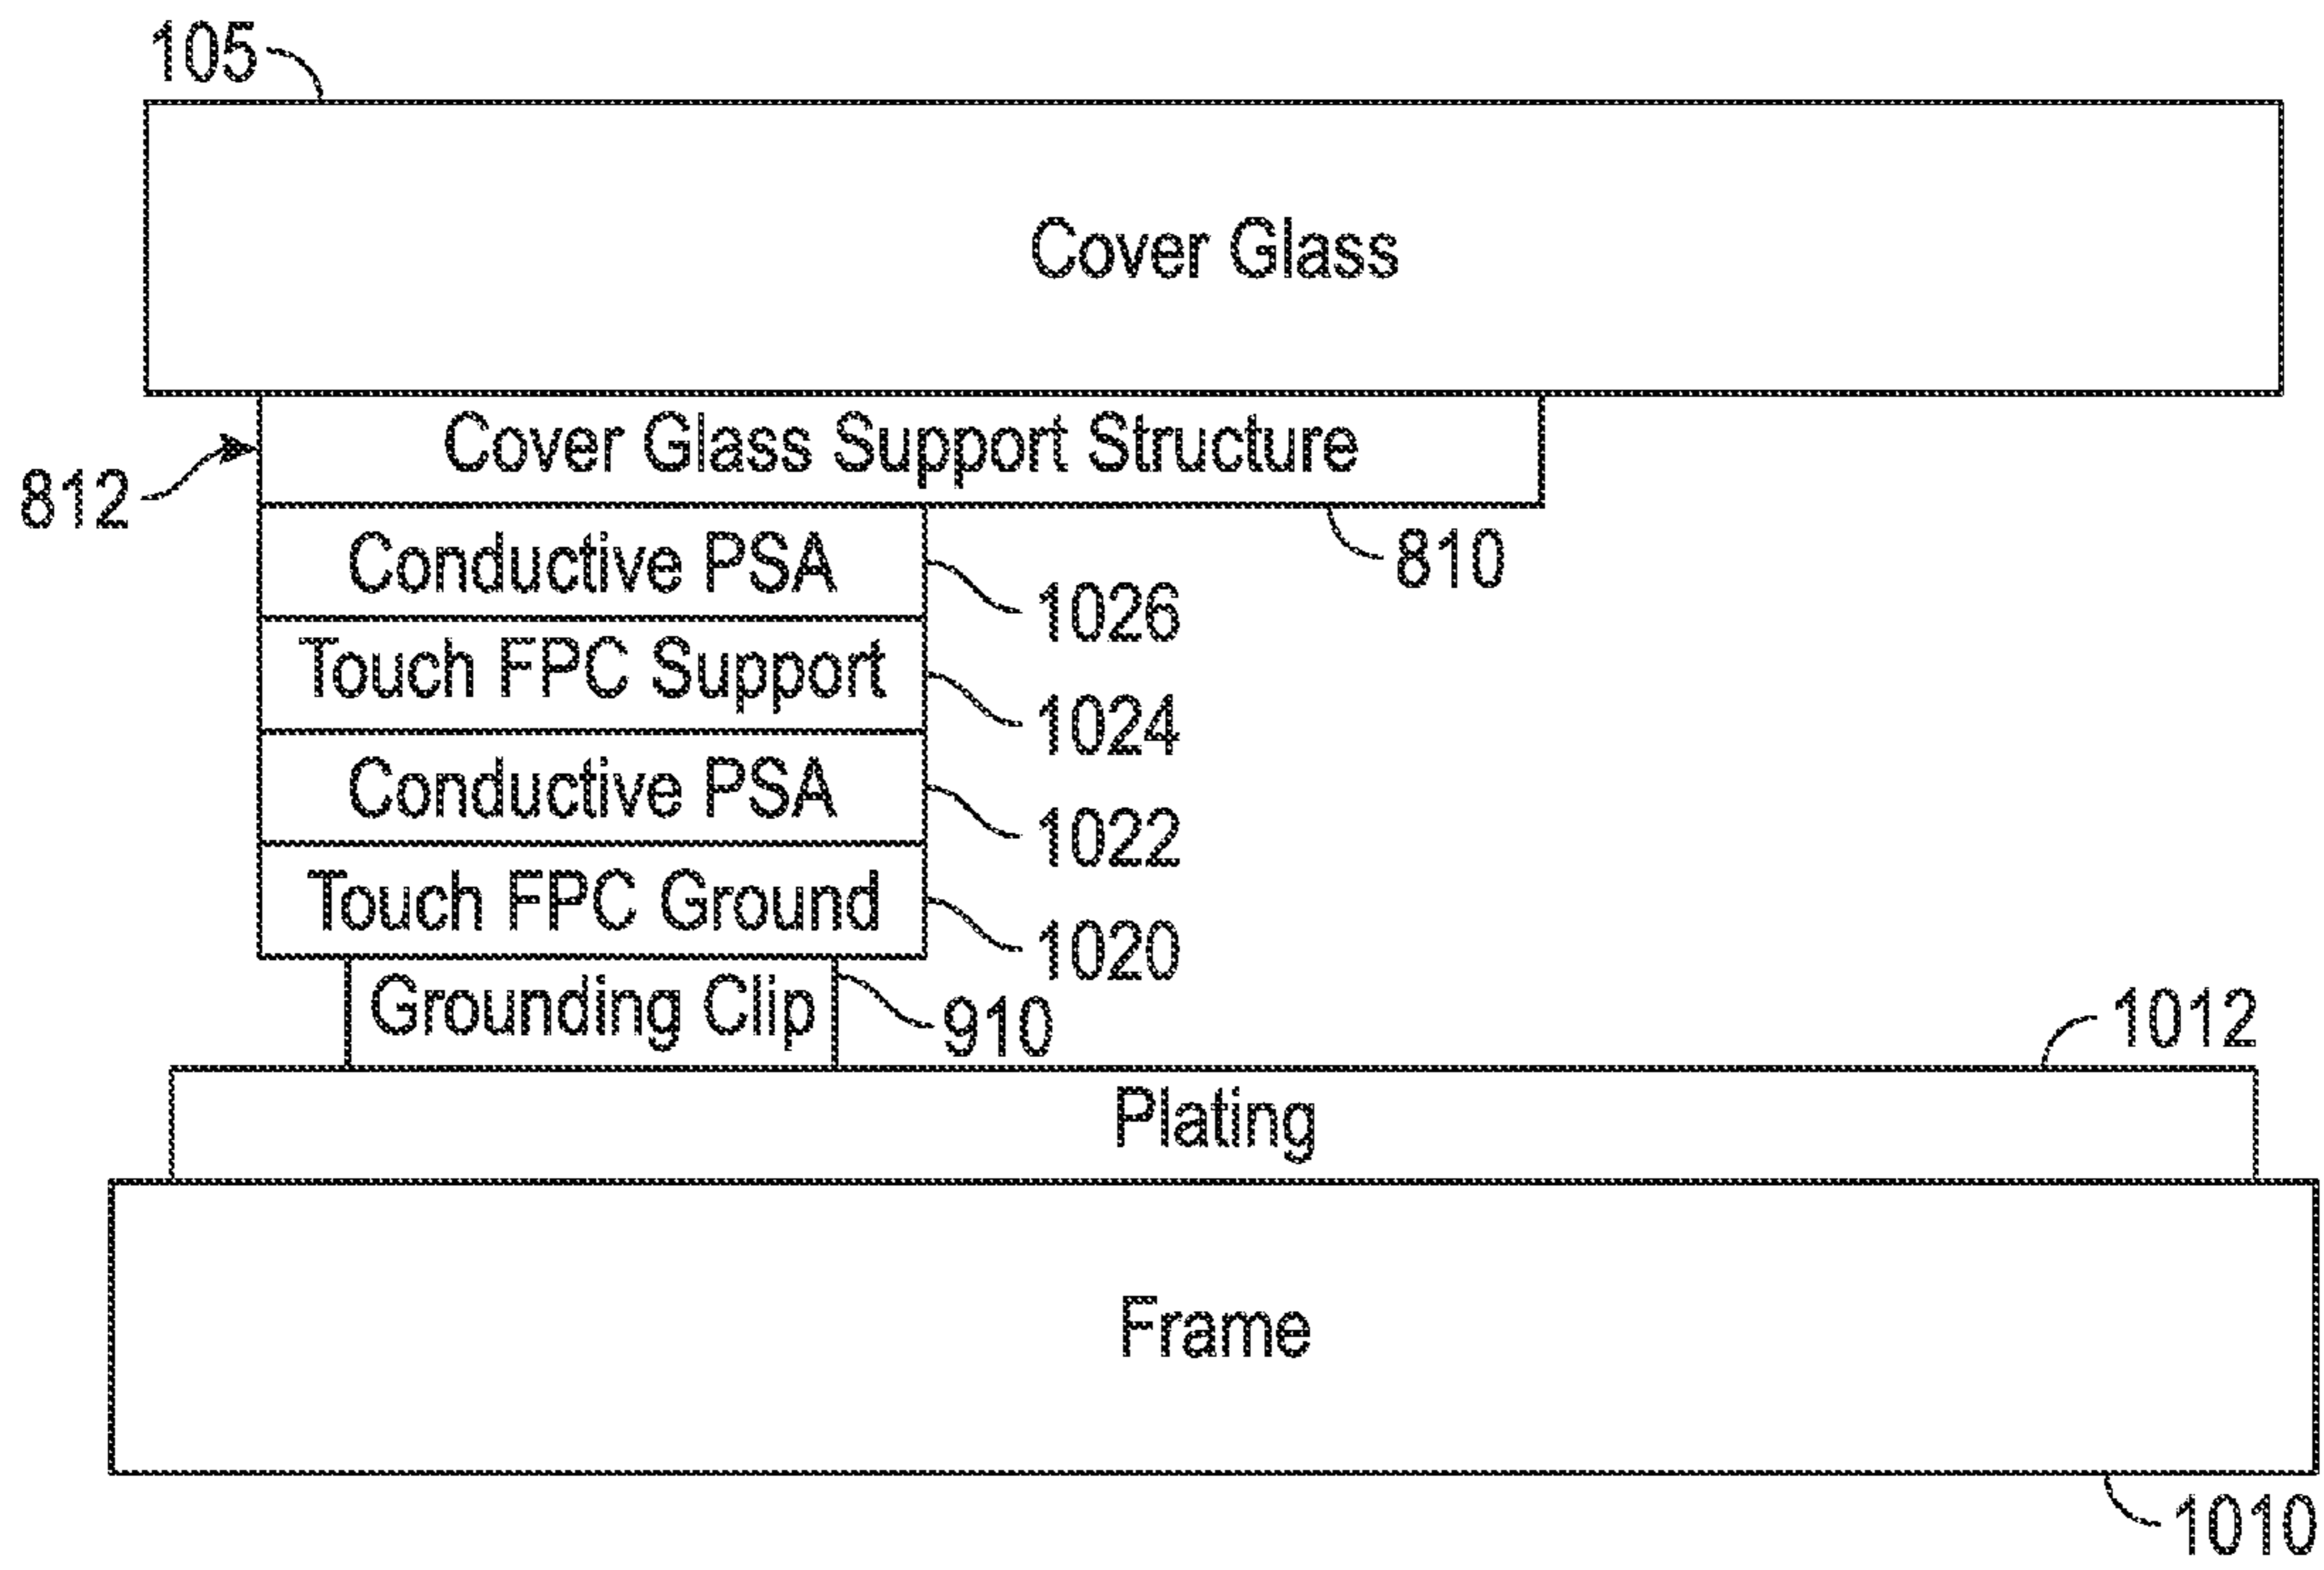 105
Cover Glass
Cover Glass Support Structure
812
810
Conductive PSA
1026
Touch FPC Support
1024
Conductive PSA
1022
Touch FPC Ground
1020
Grounding Clip
910
1012
Plating
Frame
1010